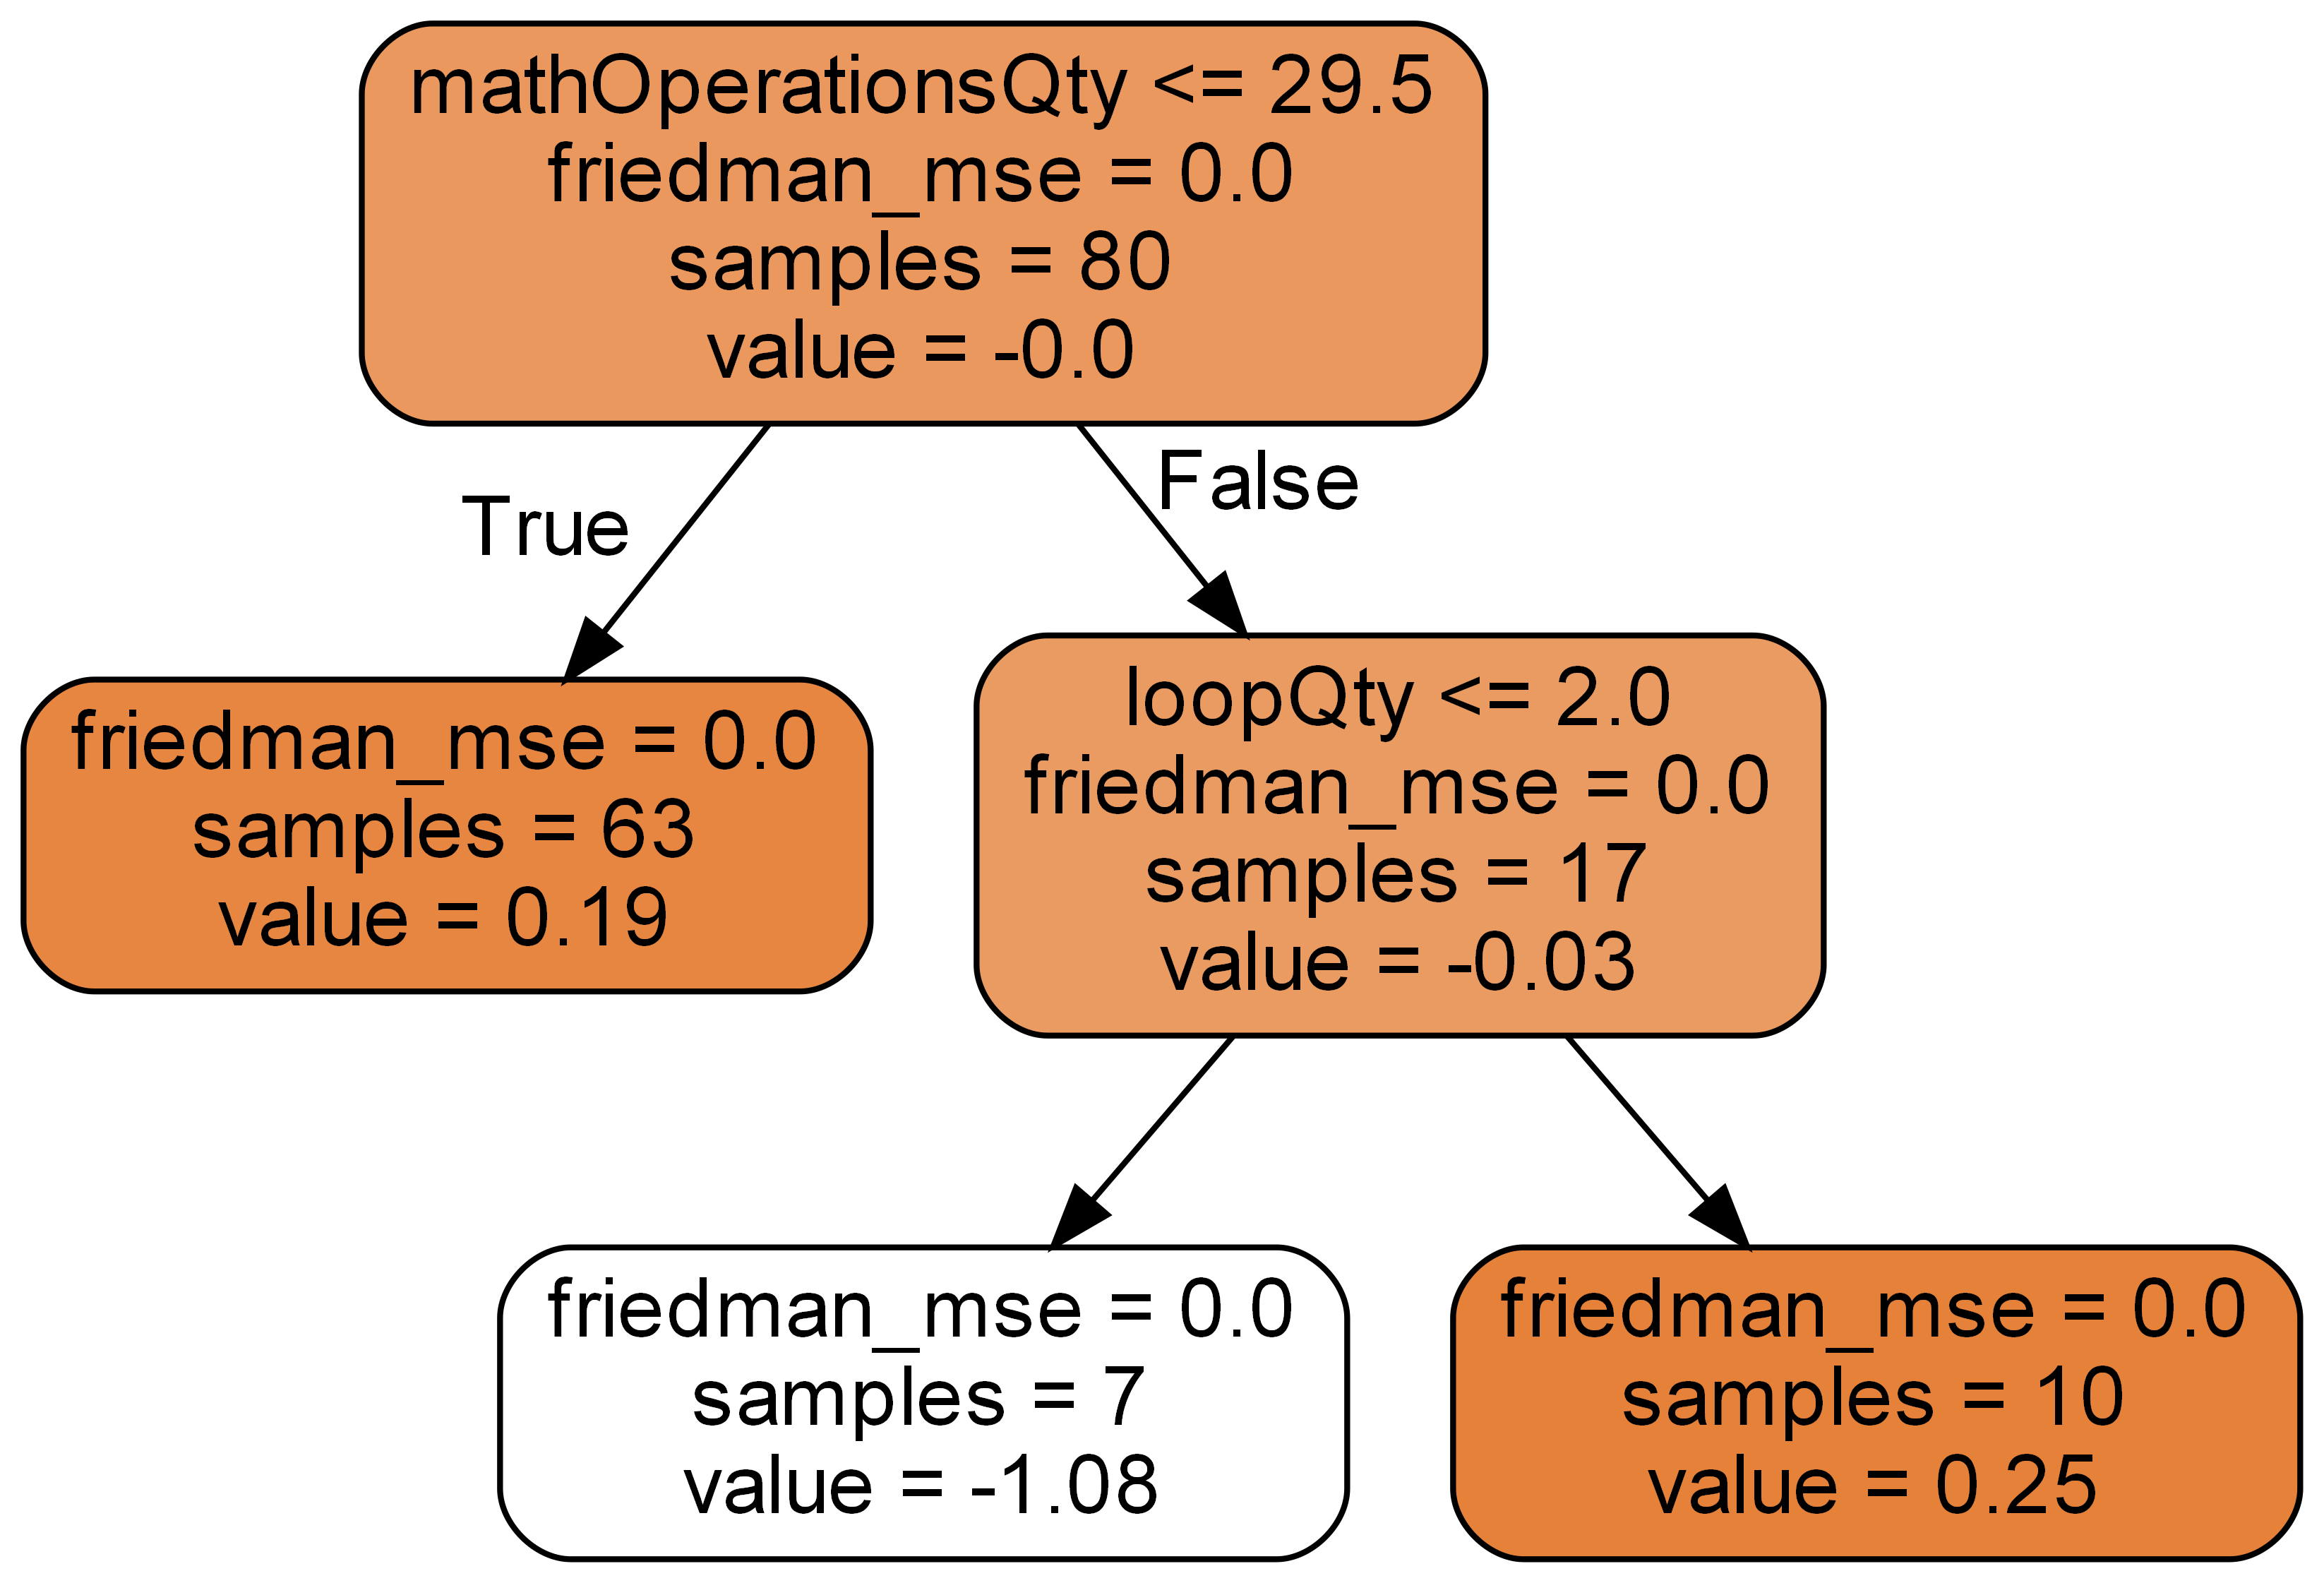 mathOperationsQty <= 29.5
friedman_mse = 0.0
samples = 80
value = -0.0
True
False
friedman_mse = 0.0
samples = 63
value = 0.19
loopQty <= 2.0
friedman_mse = 0.0
samples = 17
value = -0.03
friedman_mse = 0.0
samples = 7
value = -1.08
friedman_mse = 0.0
samples = 10
value = 0.25